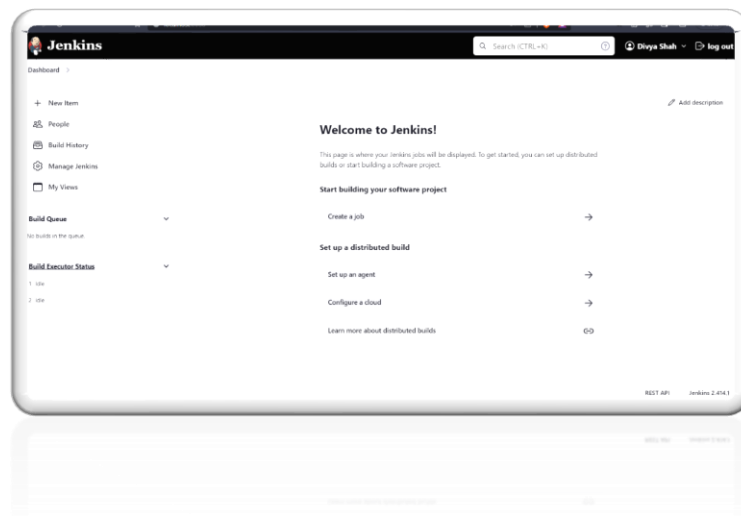 Jenkins
Search (CTRL+K)
Divya Shah
log out
Dashboard
New Item
People
Build History
Manage Jenkins
My Views
Build Queue
No builds in the queue.
Build Executor Status
1 Idle
2 Idle
Add description
Welcome to Jenkins!
This page is where your Jenkins jobs will be displayed. To get started, you can set up distributed
builds or start building a software project.
Start building your software project
Create a job
Set up a distributed build
Set up an agent
Configure a cloud
Learn more about distributed builds
REST API
Jenkins 2.414.1